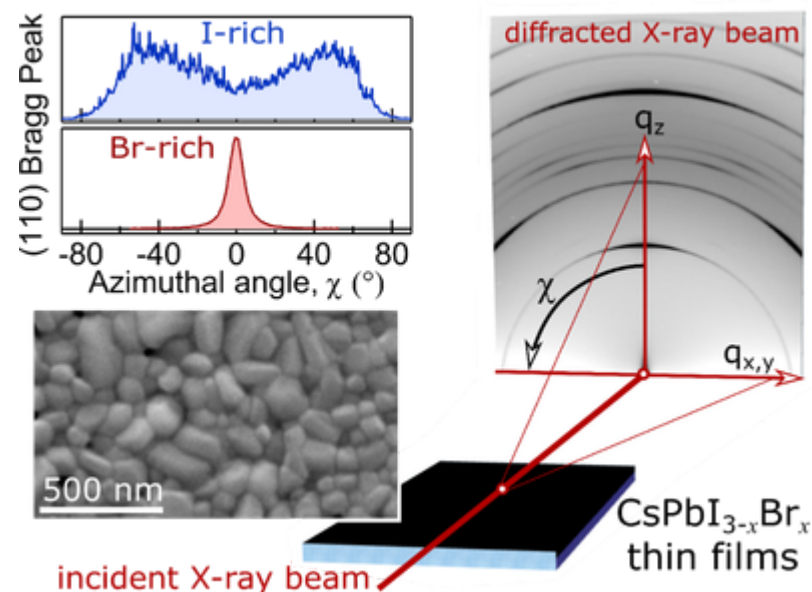 I-rich
Br-rich
(110) Bragg Peak
-80 -40 0 40 80
Azimuthal angle, χ (°)
500 nm
diffracted X-ray beam
q_z
χ
q_x,y
CsPbI_3-xBr_x
thin films
incident X-ray beam